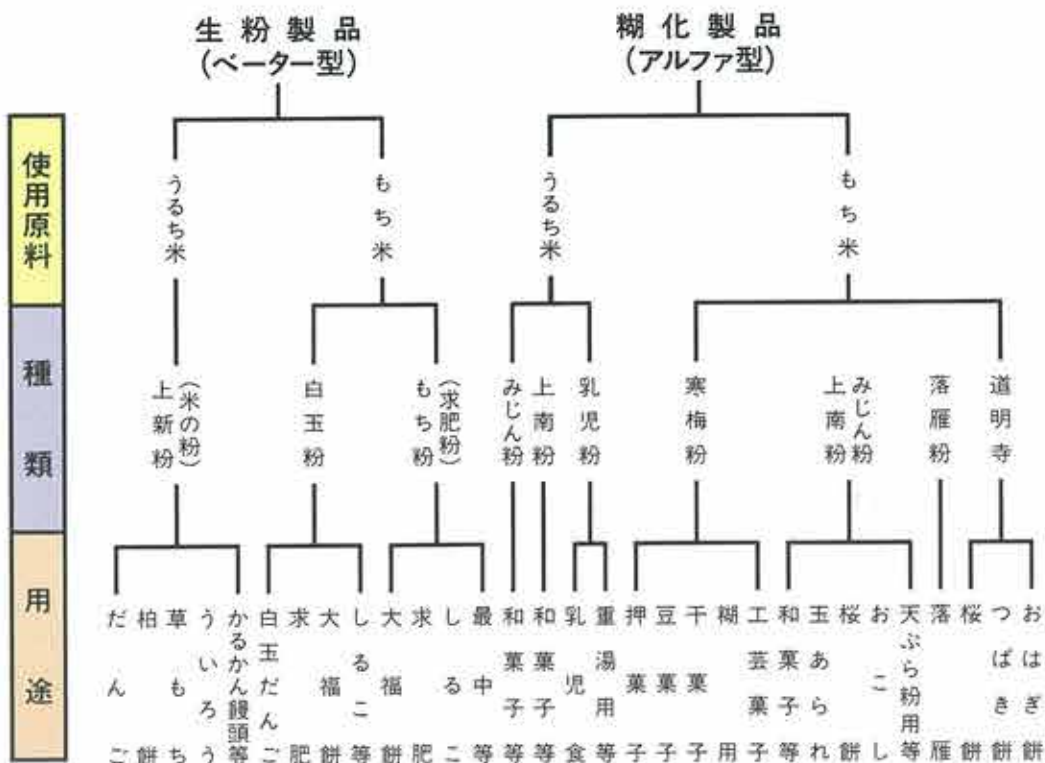 生粉製品
(ベーター型)
糊化製品
(アルファ型)
使用原料
うるち米
もち米
うるち米
もち米
種類
上新粉
(米の粉)
白玉粉
もち粉
(求肥粉)
みじん粉
上南粉
乳児粉
寒梅粉
みじん粉
上南粉
落雁粉
道明寺
用途
だんご
柏餅
草もち
ういろう
かるかん饅頭等
白玉だんご
求肥
大福餅
しるこ等
大福餅
求肥
しるこ
最中等
和菓子等
和菓子等
乳児食
重湯用等
押菓子
豆菓子
干菓子
糊用
工芸菓子
和菓子等
玉あられ
桜餅
おこし
天ぷら粉用等
落雁
桜餅
つばき餅
おはぎ餅